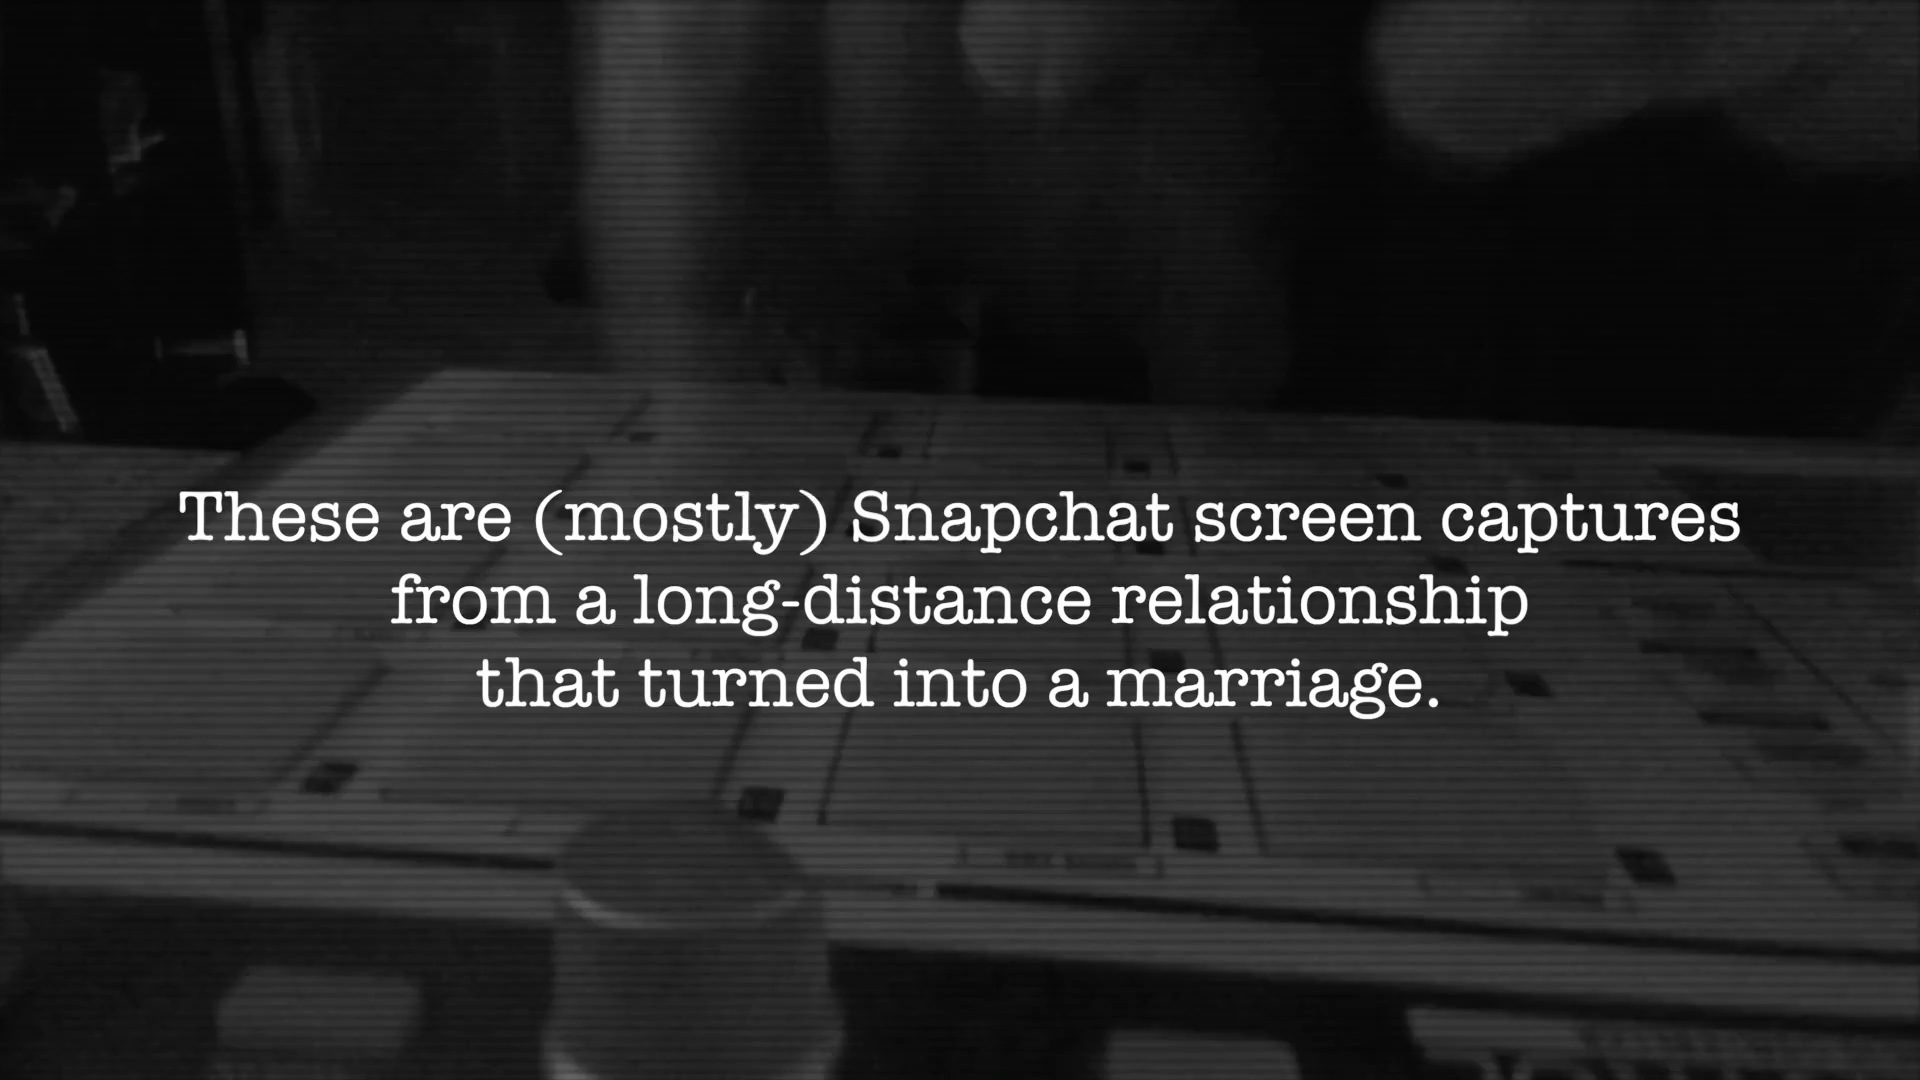 These are (mostly) Snapchat screen captures
from a long-distance relationship
that turned into a marriage.